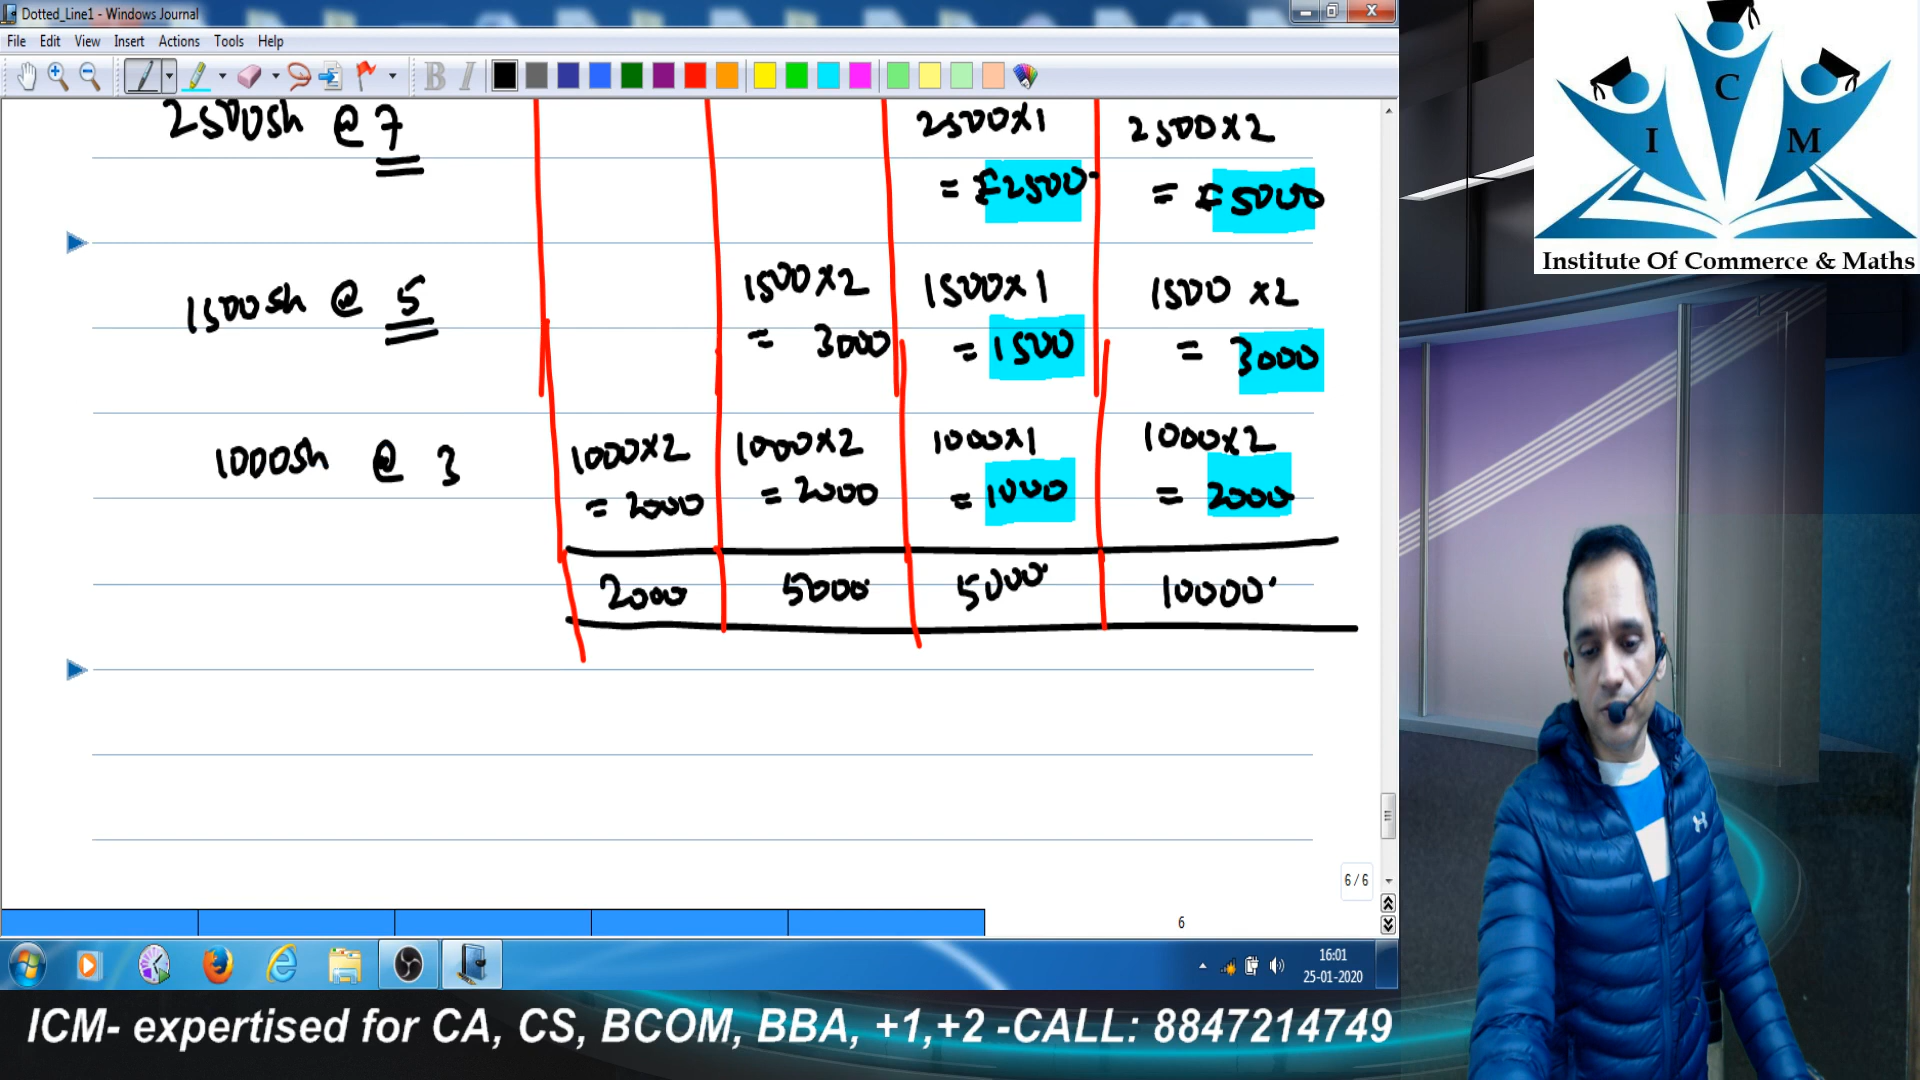 Dotted_Line1 - Windows Journal
File Edit View Insert Actions Tools Help
B I
2500sh @ 7
2500x1
2500x2
= F2500
= F5000
1500sh @ 5
1500x2
1500x1
1500 x2
= 3000
= 1500
= 3000
1000sh @ 3
1000x2
1000x2
1000x1
1000x2
= 2000
= 2000
= 1000
= 2000
2000
5000
5000
10000
6 / 6
6
16:01
25-01-2020
I C M
Institute Of Commerce & Maths
ICM- expertised for CA, CS, BCOM, BBA, +1,+2 -CALL: 8847214749